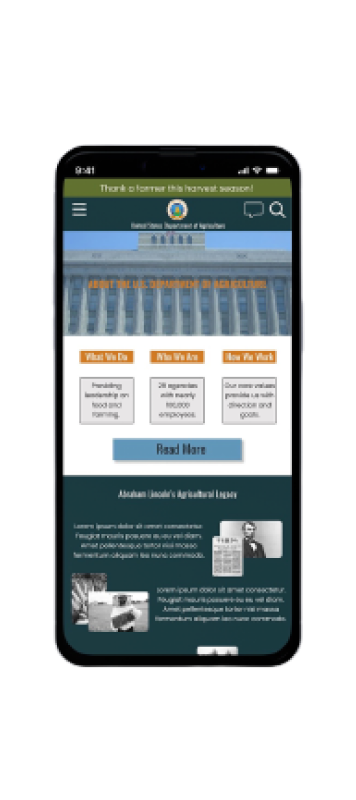 9:41
Thank a farmer this harvest season!
United States Department of Agriculture
ABOUT THE U.S. DEPARTMENT OF AGRICULTURE
What We Do
Who We Are
How We Work
Providing
leadership on
food and
farming.
29 agencies
with nearly
100,000
employees.
Our core values
provide us with
direction and
goals.
Read More
Abraham Lincoln's Agricultural Legacy
Lorem ipsum dolor sit amet consectetur.
Feugiat mauris posuere eu eu vel diam.
Amet pellentesque tortor nisl massa
fermentum aliquam leo nunc commodo.
Lorem ipsum dolor sit amet consectetur.
Feugiat mauris posuere eu eu vel diam.
Amet pellentesque tortor nisl massa
fermentum aliquam leo nunc commodo.